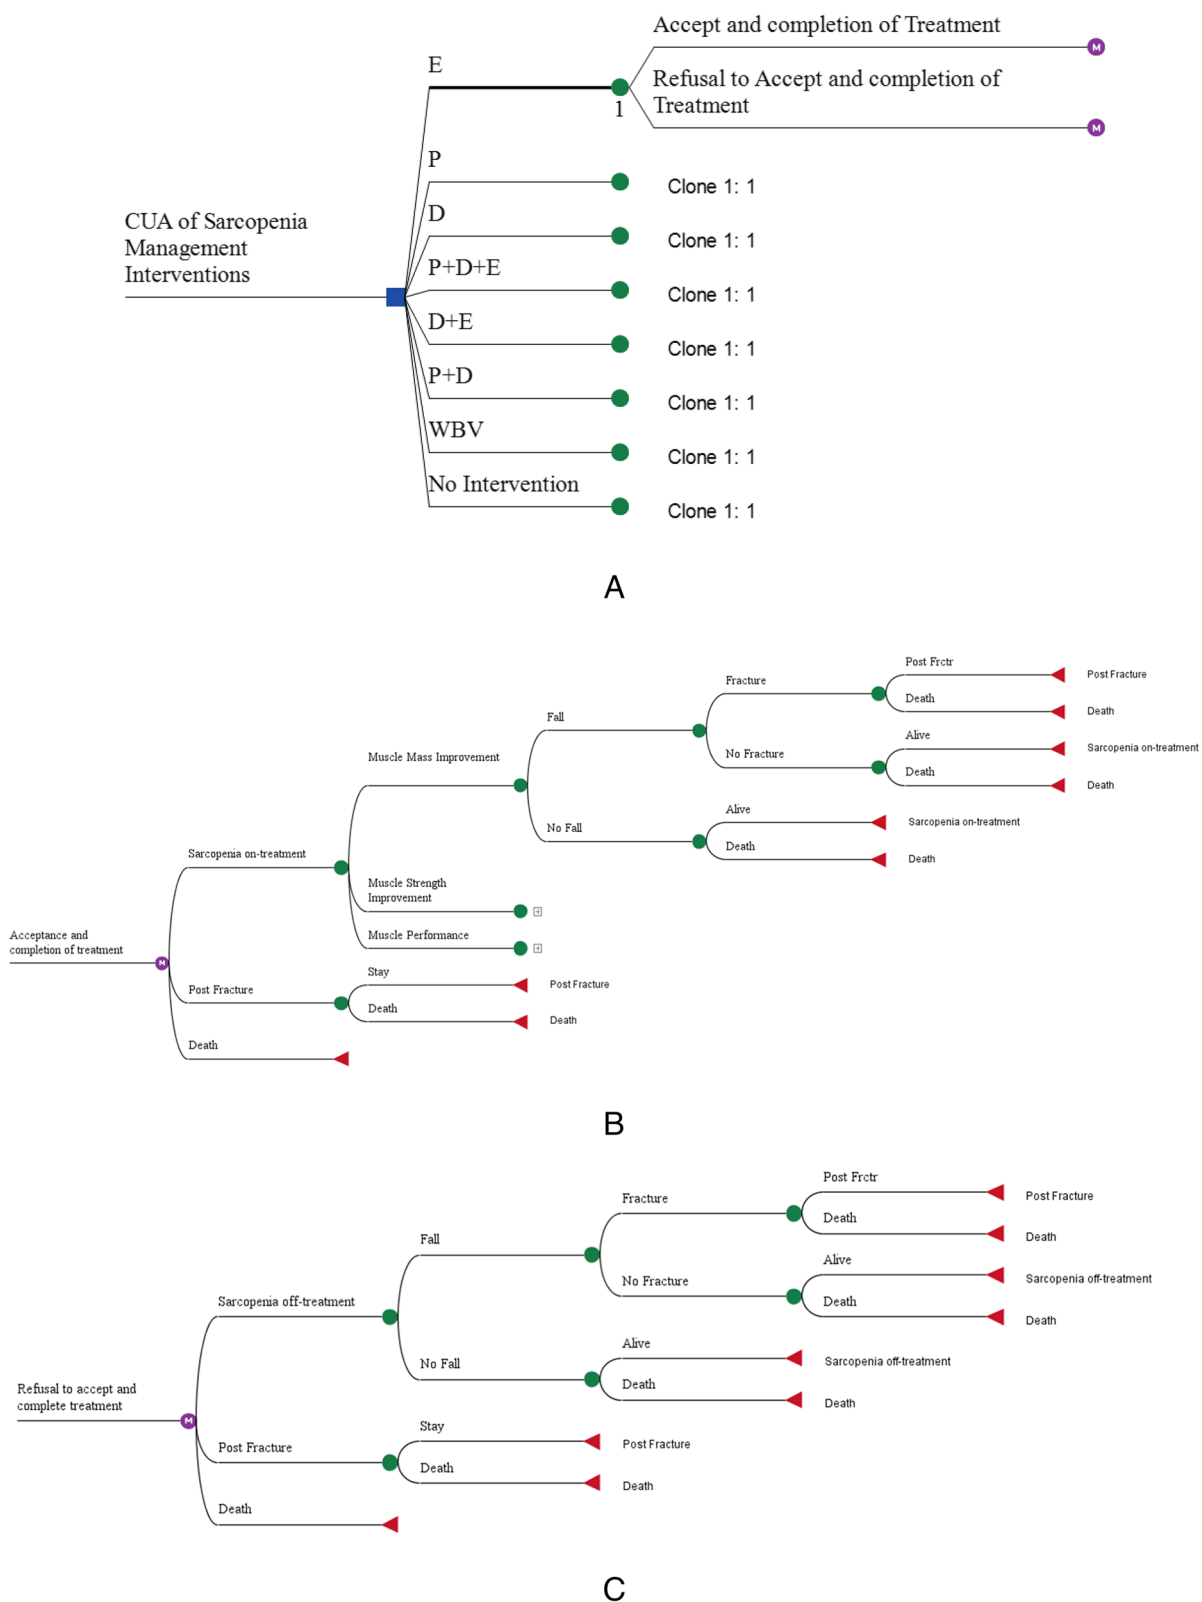 Accept and completion of Treatment
E
Refusal to Accept and completion of
Treatment
1
M
M
P
Clone 1: 1
D
Clone 1: 1
CUA of Sarcopenia
Management
Interventions
P+D+E
Clone 1: 1
D+E
Clone 1: 1
P+D
Clone 1: 1
WBV
Clone 1: 1
No Intervention
Clone 1: 1
A
Post Frctr
Post Fracture
Fracture
Death
Death
Fall
Alive
Sarcopenia on-treatment
No Fracture
Death
Death
Muscle Mass Improvement
Alive
Sarcopenia on-treatment
No Fall
Death
Death
Sarcopenia on-treatment
Muscle Strength
Improvement
Muscle Performance
Acceptance and
completion of treatment
M
Stay
Post Fracture
Post Fracture
Death
Death
Death
B
Post Frctr
Post Fracture
Fracture
Death
Death
Fall
Alive
Sarcopenia off-treatment
No Fracture
Death
Death
Sarcopenia off-treatment
Alive
Sarcopenia off-treatment
No Fall
Death
Death
Refusal to accept and
complete treatment
M
Stay
Post Fracture
Post Fracture
Death
Death
Death
C